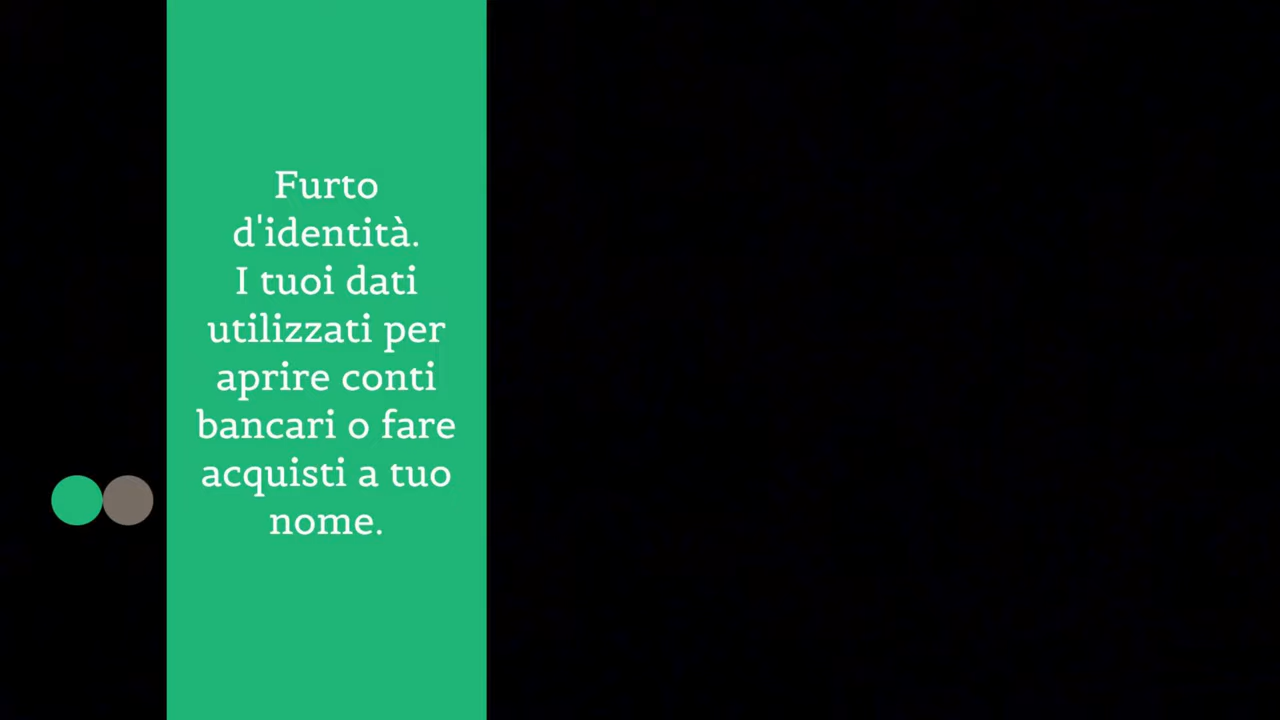 Furto
d'identità.
I tuoi dati
utilizzati per
aprire conti
bancari o fare
acquisti a tuo
nome.